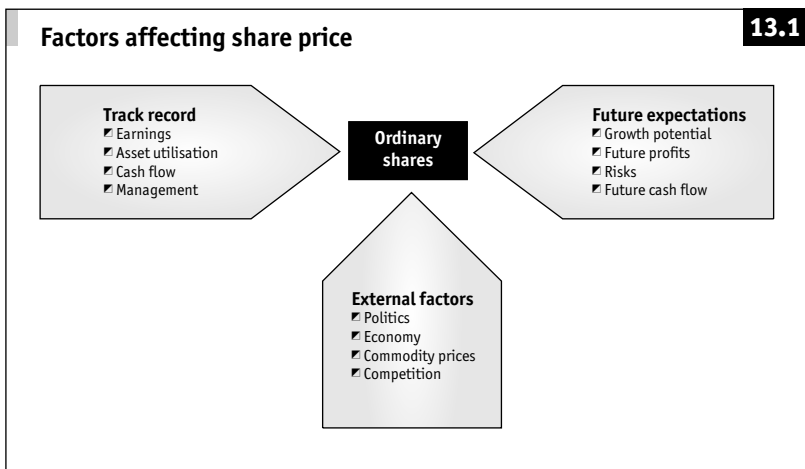 Factors affecting share price
13.1
Track record
Earnings
Asset utilisation
Cash flow
Management
Ordinary
shares
Future expectations
Growth potential
Future profits
Risks
Future cash flow
External factors
Politics
Economy
Commodity prices
Competition